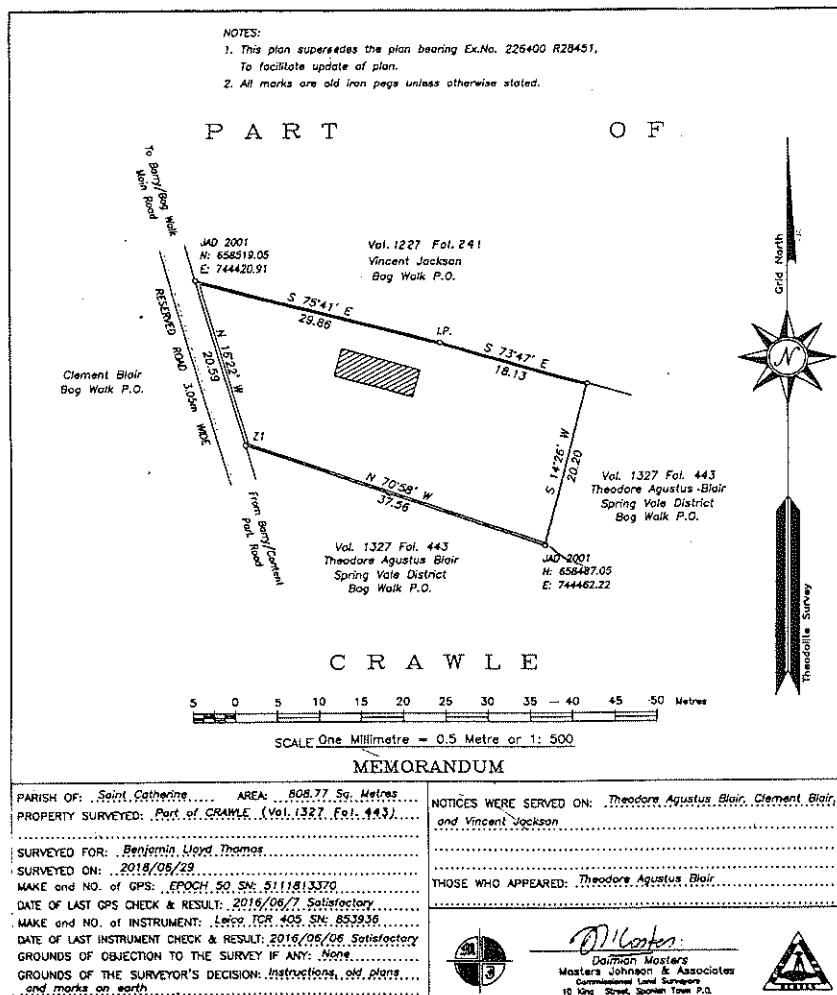 NOTES:
1. This plan supersedes the plan bearing Ex.No. 226400 R28451,
To facilitate update of plan.
2. All marks are old iron pegs unless otherwise stated.
PART OF
To Barry/Bog Walk
Main Road
JAD 2001
N: 658519.05
E: 744420.91
Vol. 1227 Fol. 241
Vincent Jackson
Bog Walk P.O.
Grid North
S 75°41' E
29.86
I.P.
S 73°47' E
18.13
N
RESERVED ROAD 3.05m WIDE
N 15°22' W
20.59
Clement Blair
Bog Walk P.O.
Z1
S 14°26' W
20.20
N 70°58' W
37.56
Vol. 1327 Fol. 443
Theodore Agustus Blair
Spring Vale District
Bog Walk P.O.
From Barry/Content
Part Road
Vol. 1327 Fol. 443
Theodore Agustus Blair
Spring Vale District
Bog Walk P.O.
JAD 2001
N: 658487.05
E: 744462.22
Theodolite Survey
CRAWLE
5 0 5 10 15 20 25 30 35 40 45 50 Metres
SCALE One Millimetre = 0.5 Metre or 1: 500
MEMORANDUM
PARISH OF: Saint Catherine AREA: 808.77 Sq. Metres
PROPERTY SURVEYED: Part of CRAWLE (Vol. 1327 Fol. 443)
SURVEYED FOR: Benjamin Lloyd Thomas
SURVEYED ON: 2016/06/29
MAKE and NO. of GPS: EPOCH 50 SN: 5111813370
DATE OF LAST GPS CHECK & RESULT: 2016/06/7 Satisfactory
MAKE and NO. of INSTRUMENT: Leica TCR 405 SN: 853936
DATE OF LAST INSTRUMENT CHECK & RESULT: 2016/06/06 Satisfactory
GROUNDS OF OBJECTION TO THE SURVEY IF ANY: None
GROUNDS OF THE SURVEYOR'S DECISION: Instructions, old plans
and marks on earth
NOTICES WERE SERVED ON: Theodore Agustus Blair, Clement Blair,
and Vincent Jackson
THOSE WHO APPEARED: Theodore Agustus Blair
Daimian Masters
Masters Johnson & Associates
Commissioned Land Surveyors
10 King Street, Spanish Town P.O.